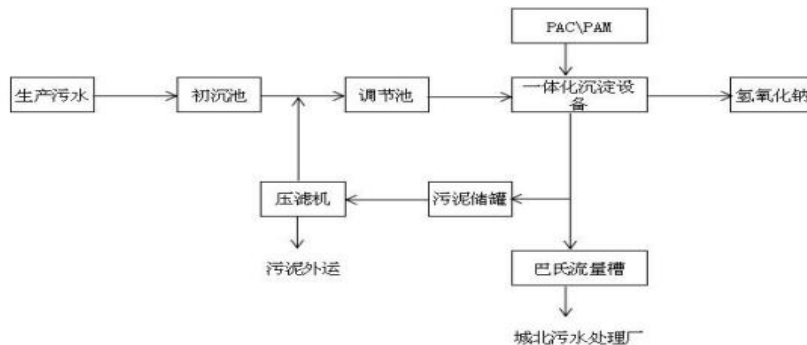 PAC\PAM
生产污水
初沉池
调节池
一体化沉淀设
备
氢氧化钠
压滤机
污泥储罐
污泥外运
巴氏流量槽
城北污水处理厂